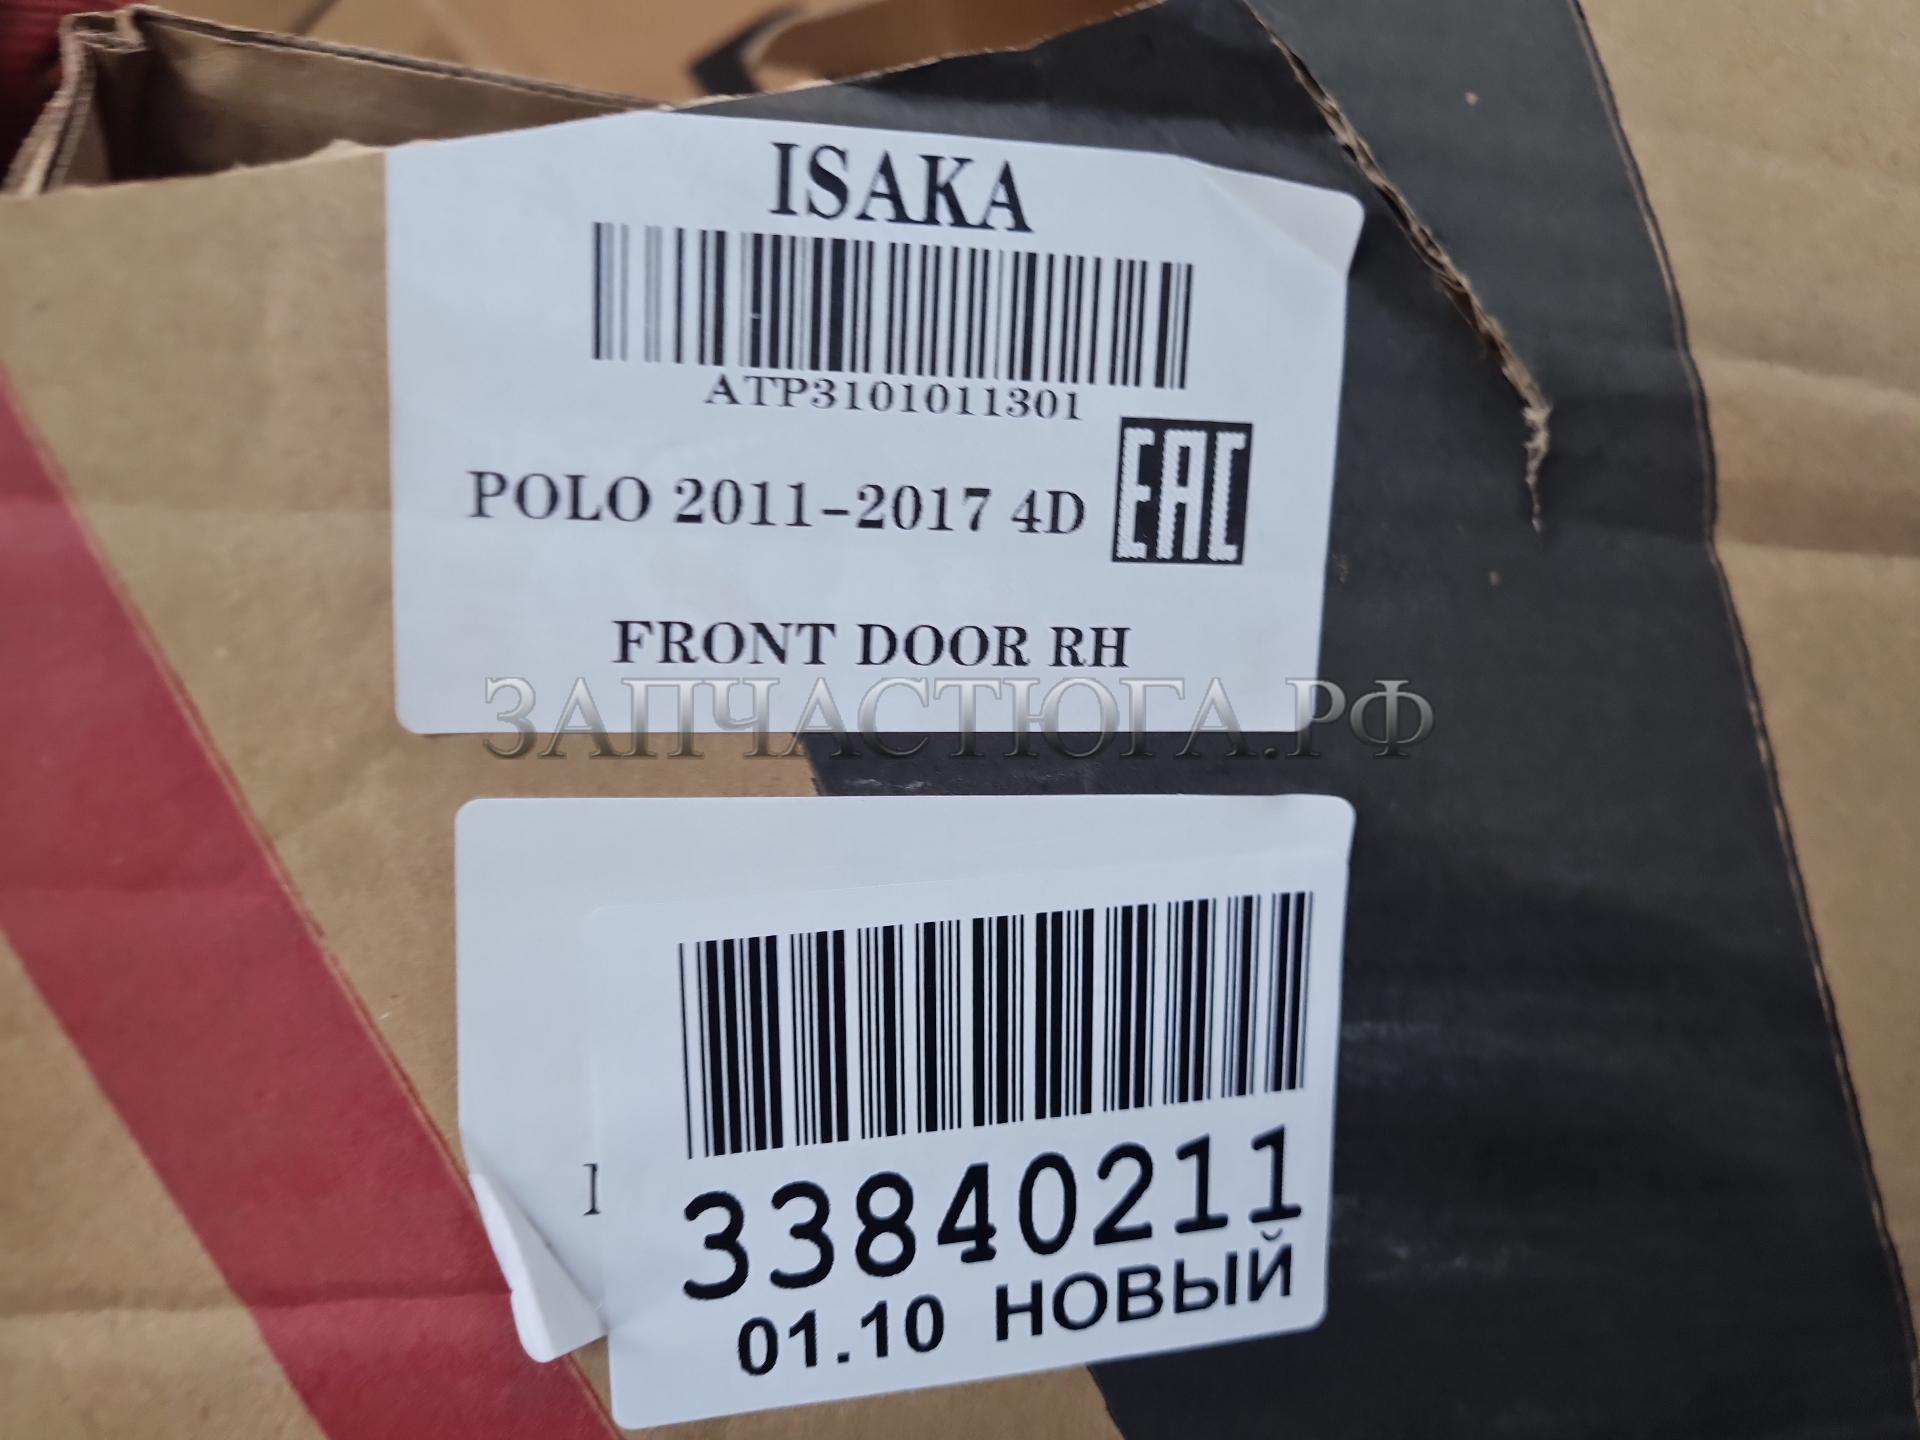 ISAKA
ATP3101011301
POLO 2011-2017 4D
EAC
FRONT DOOR RH
ЗАПЧАСТЮГА.РФ
33840211
01.10 НОВЫЙ